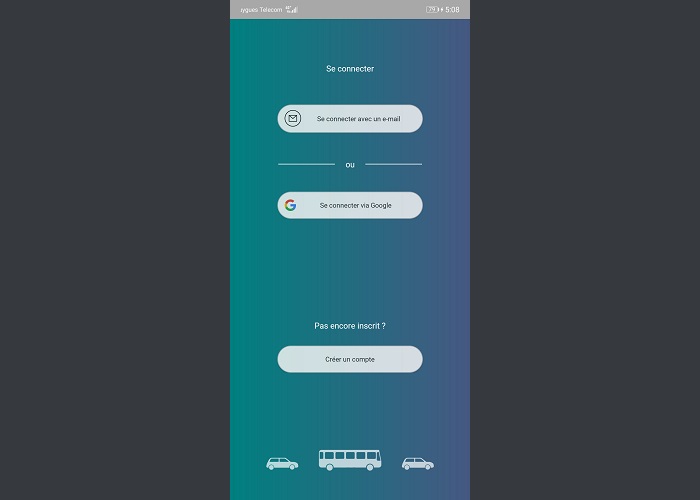 ygues Telecom 79 5:08
Se connecter
Se connecter avec un e-mail
ou
Se connecter via Google
Pas encore inscrit ?
Créer un compte